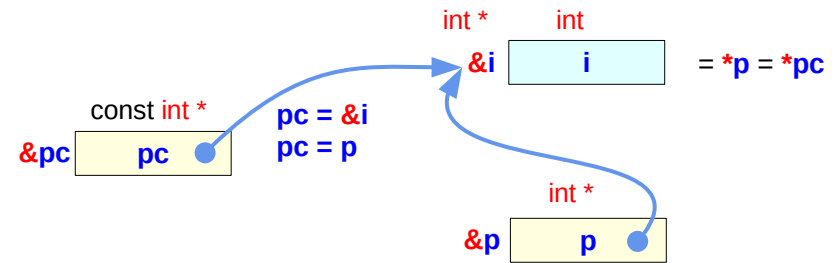 int * int
&i i = *p = *pc
const int *
pc = &i
&pc pc pc = p
int *
&p p